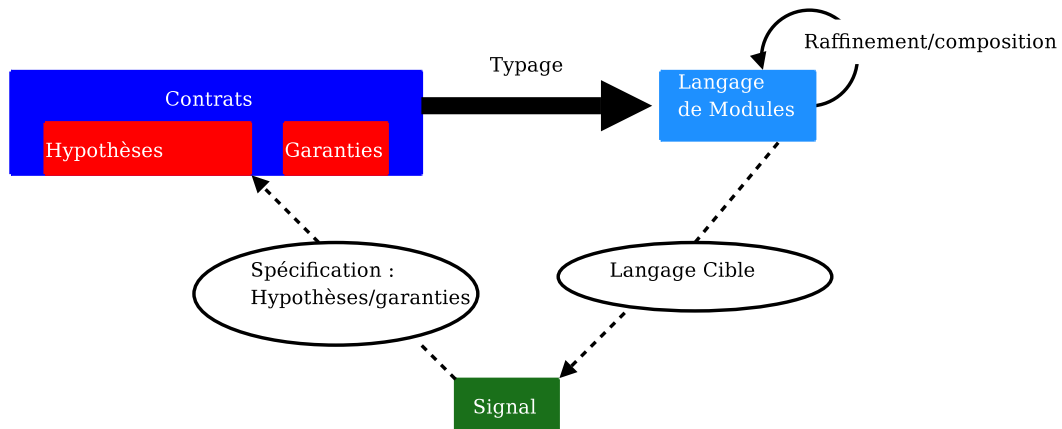 Raffinement/composition
Typage
Langage
de Modules
Contrats
Hypothèses
Garanties
Spécification :
Hypothèses/garanties
Langage Cible
Signal